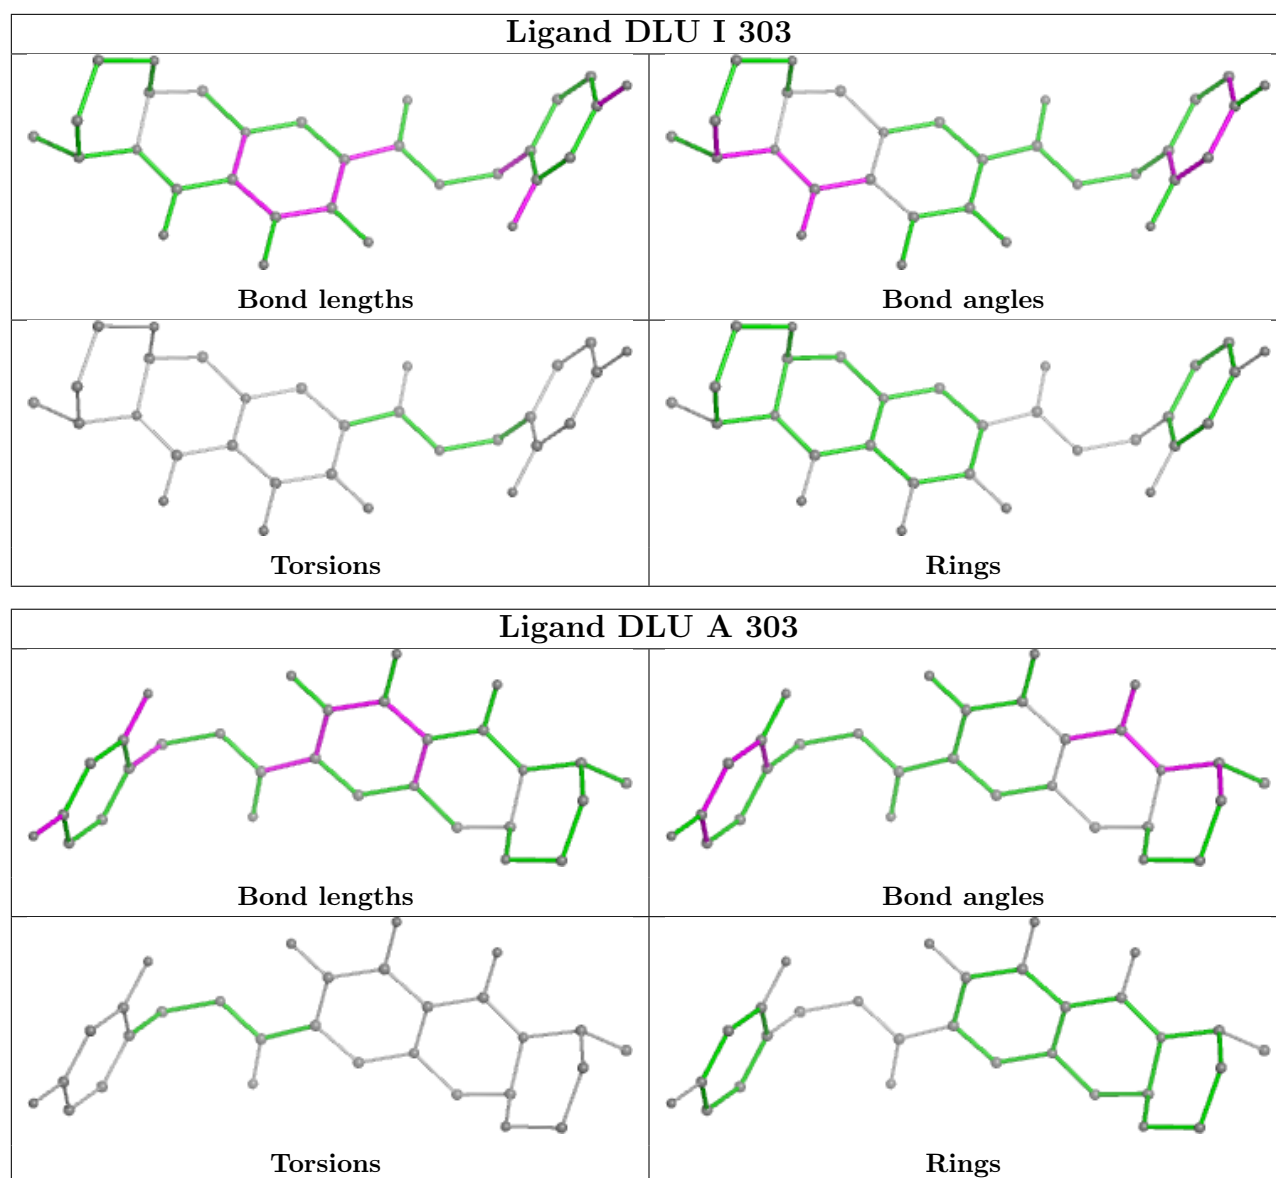 Ligand DLU I 303
Bond lengths
Bond angles
Torsions
Rings
Ligand DLU A 303
Bond lengths
Bond angles
Torsions
Rings